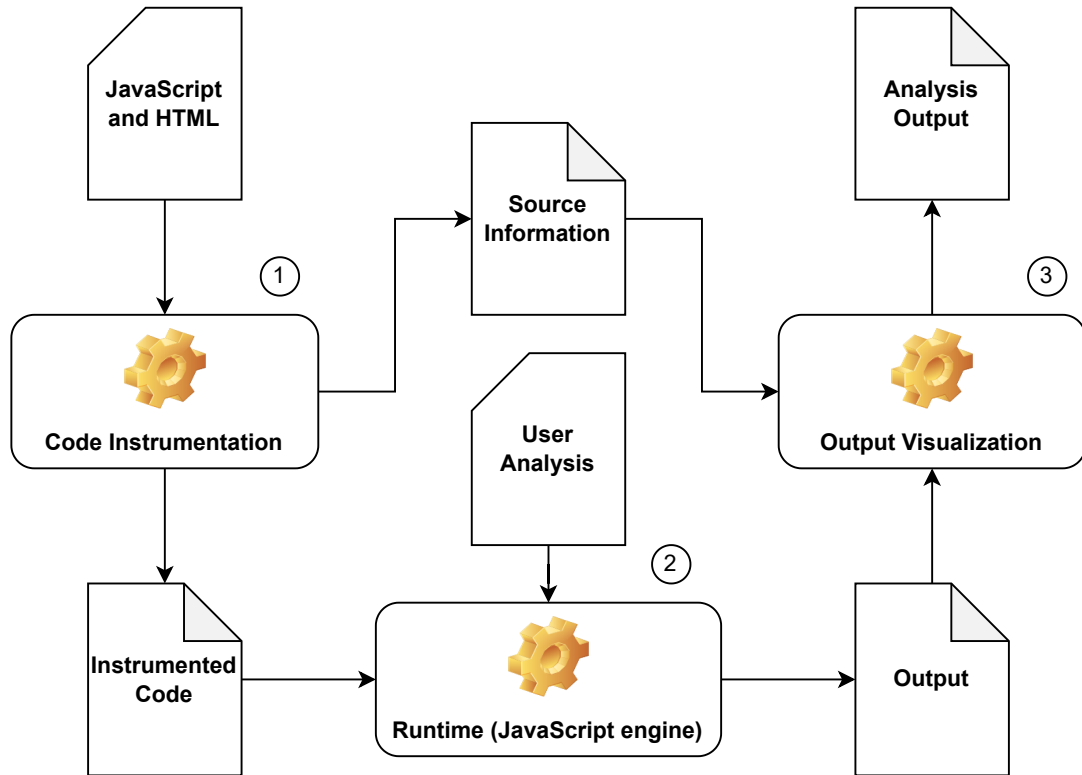 JavaScript
and HTML
Analysis
Output
Source
Information
1
3
Code Instrumentation
User
Analysis
Output Visualization
2
Instrumented
Code
Runtime (JavaScript engine)
Output